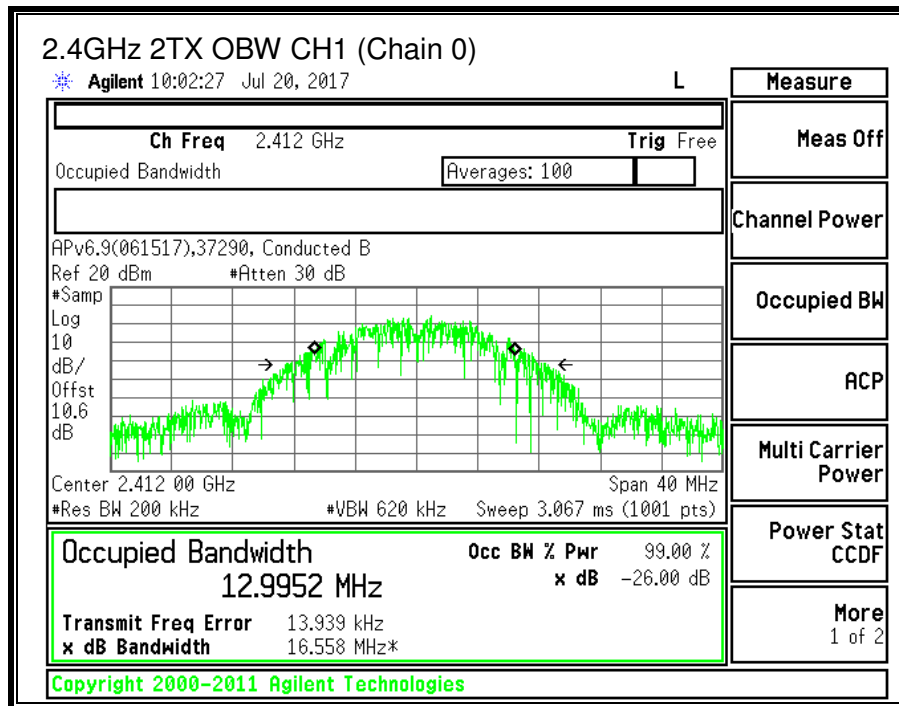 2.4GHz 2TX OBW CH1 (Chain 0)
Agilent 10:02:27 Jul 20, 2017 L
Measure
Ch Freq 2.412 GHz Trig Free
Occupied Bandwidth Averages: 100
APv6.9(061517),37290, Conducted B
Ref 20 dBm #Atten 30 dB
#Samp
Log
10
dB/
Offst
10.6
dB
Center 2.412 00 GHz Span 40 MHz
#Res BW 200 kHz #VBW 620 kHz Sweep 3.067 ms (1001 pts)
Occupied Bandwidth Occ BW % Pwr 99.00 %
12.9952 MHz x dB -26.00 dB
Transmit Freq Error 13.939 kHz
x dB Bandwidth 16.558 MHz*
Copyright 2000-2011 Agilent Technologies
Meas Off
Channel Power
Occupied BW
ACP
Multi Carrier
Power
Power Stat
CCDF
More
1 of 2